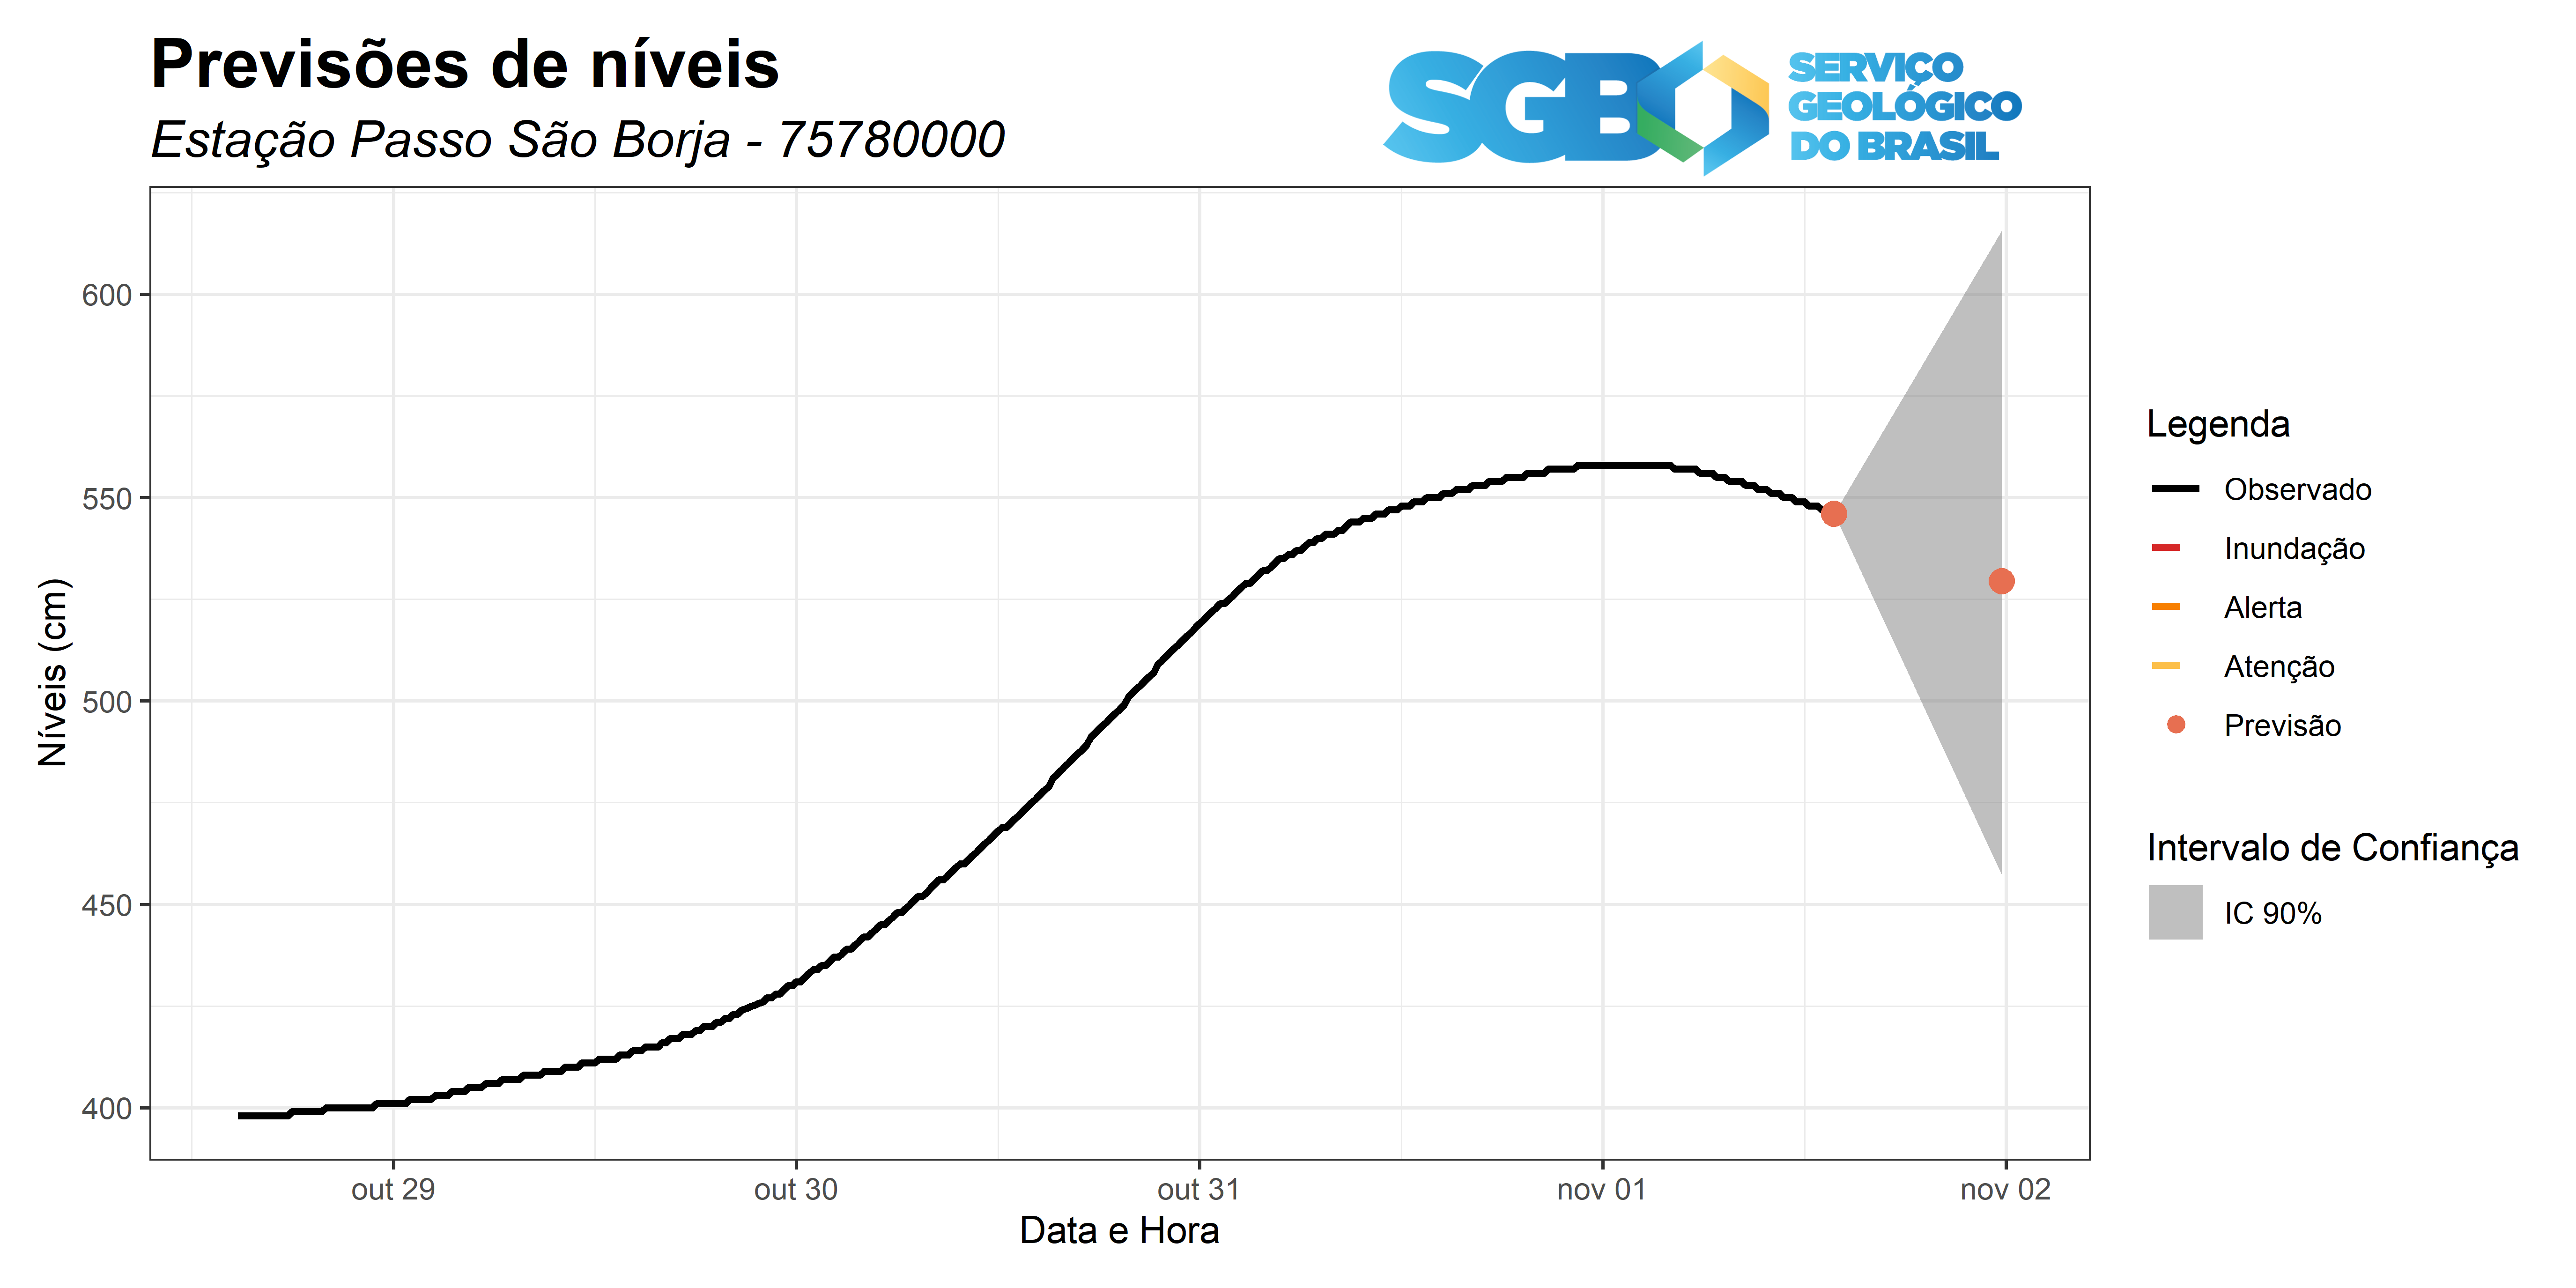 Previsões de níveis
Estação Passo São Borja - 75780000
SGB
SERVIÇO
GEOLÓGICO
DO BRASIL
Níveis (cm)
600
550
500
450
400
out 29
out 30
out 31
nov 01
nov 02
Data e Hora
Legenda
Observado
Inundação
Alerta
Atenção
Previsão
Intervalo de Confiança
IC 90%